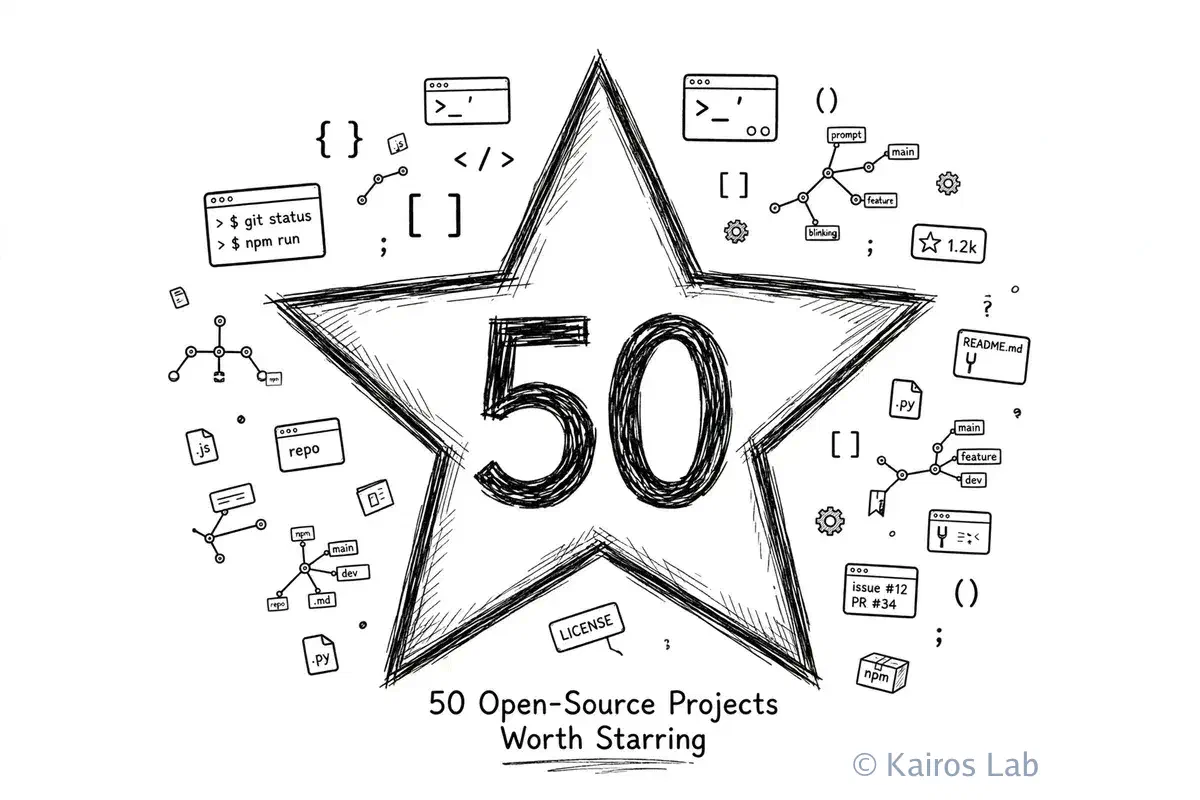 >_'
>_'
()
{ }
.js
</>
prompt
main
[ ]
[ ]
feature
blinking
> $ git status
> $ npm run
;
;
1.2k
?
README.md
50
npm
.py
.js
repo
[ ]
main
feature
dev
npm
main
dev
repo
.md
issue #12
PR #34
()
;
LICENSE
.py
npm
50 Open-Source Projects
Worth Starring
© Kairos Lab